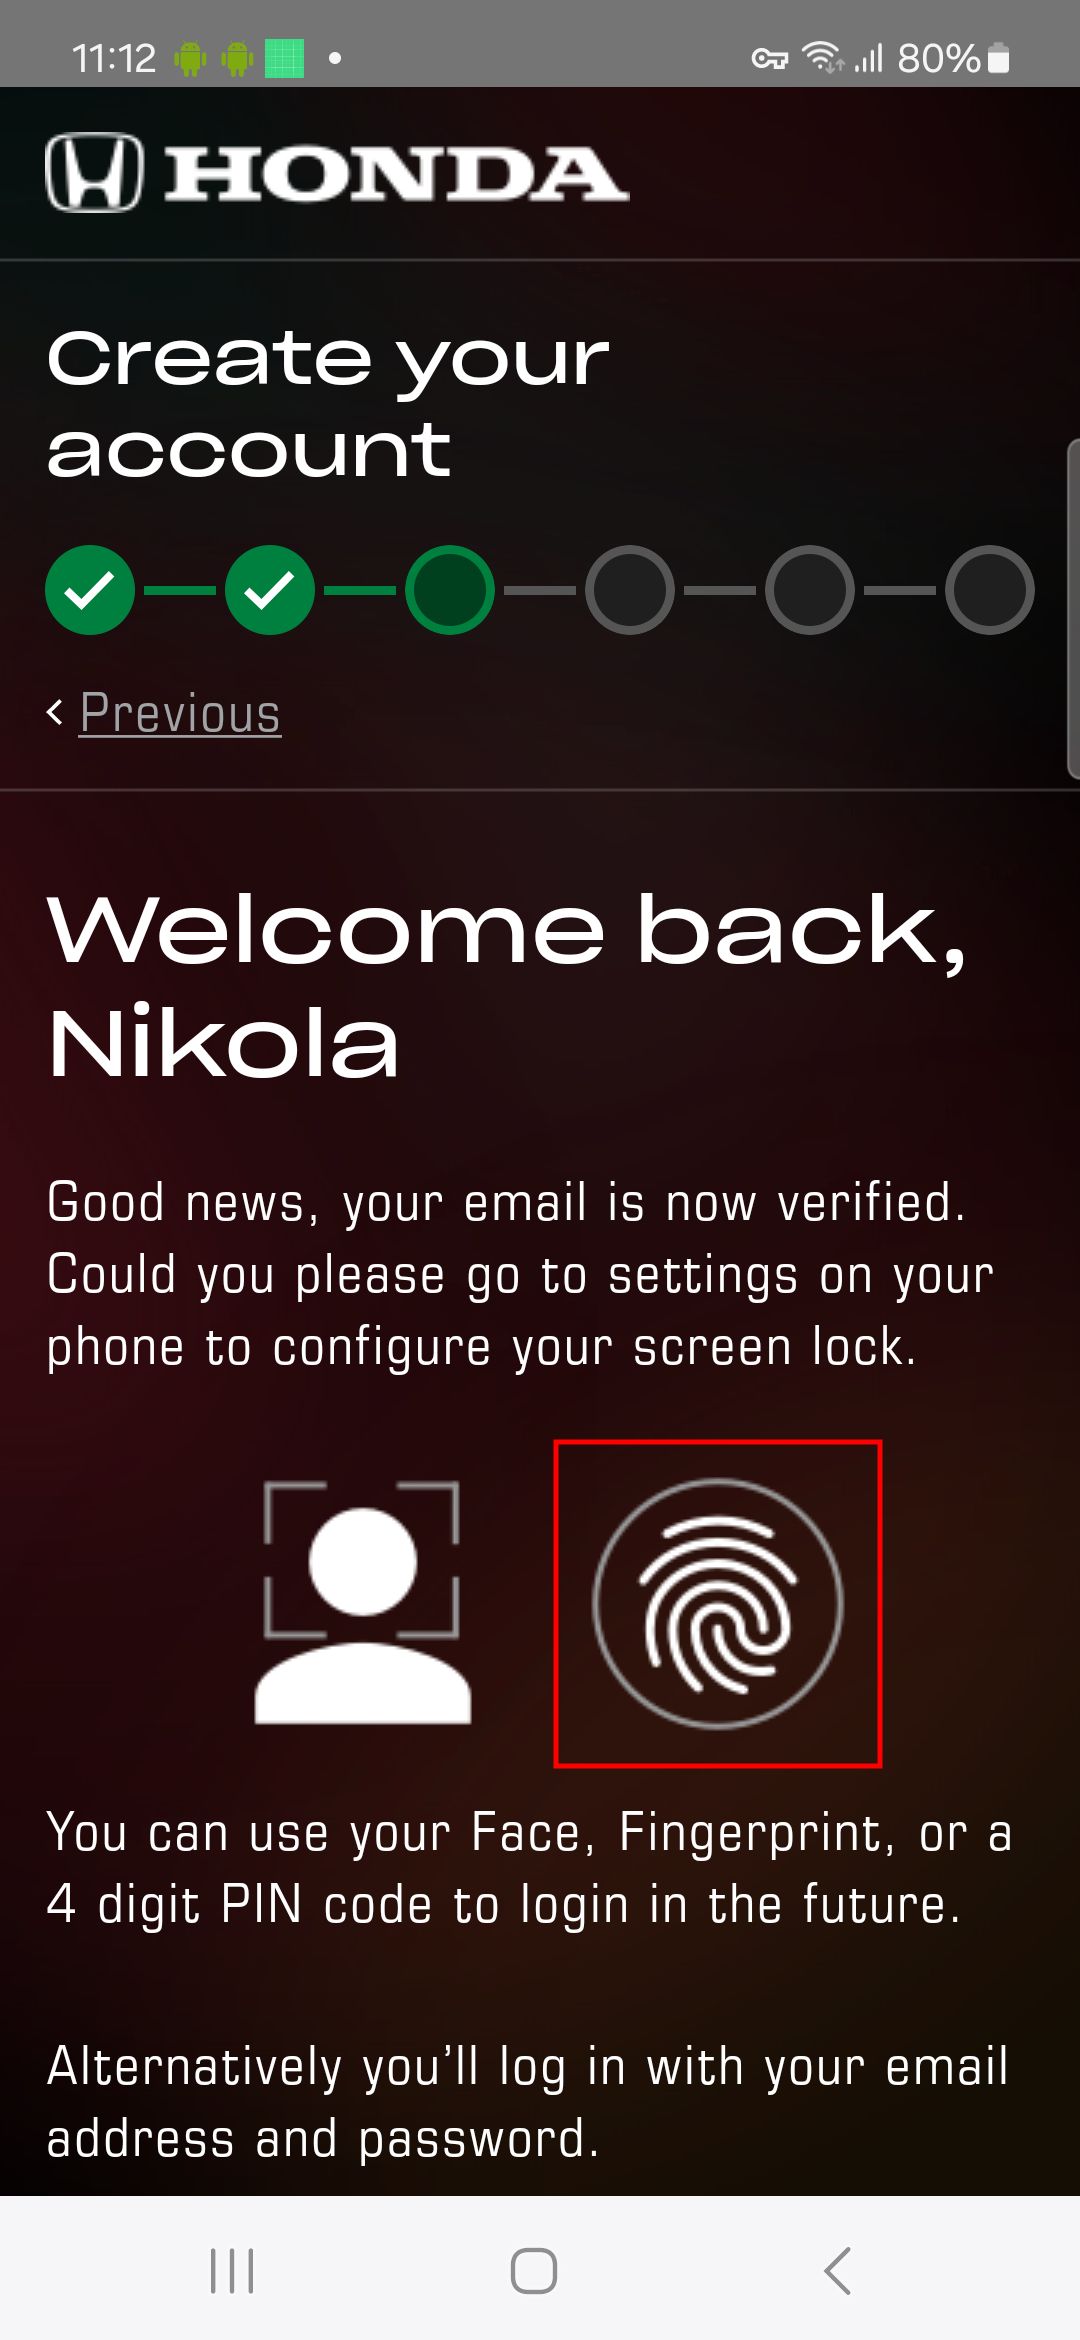 11:12
80%
HONDA
Create your
account
Previous
Welcome back,
Nikola
Good news, your email is now verified.
Could you please go to settings on your
phone to configure your screen lock.
You can use your Face, Fingerprint, or a
4 digit PIN code to login in the future.
Alternatively you’ll log in with your email
address and password.